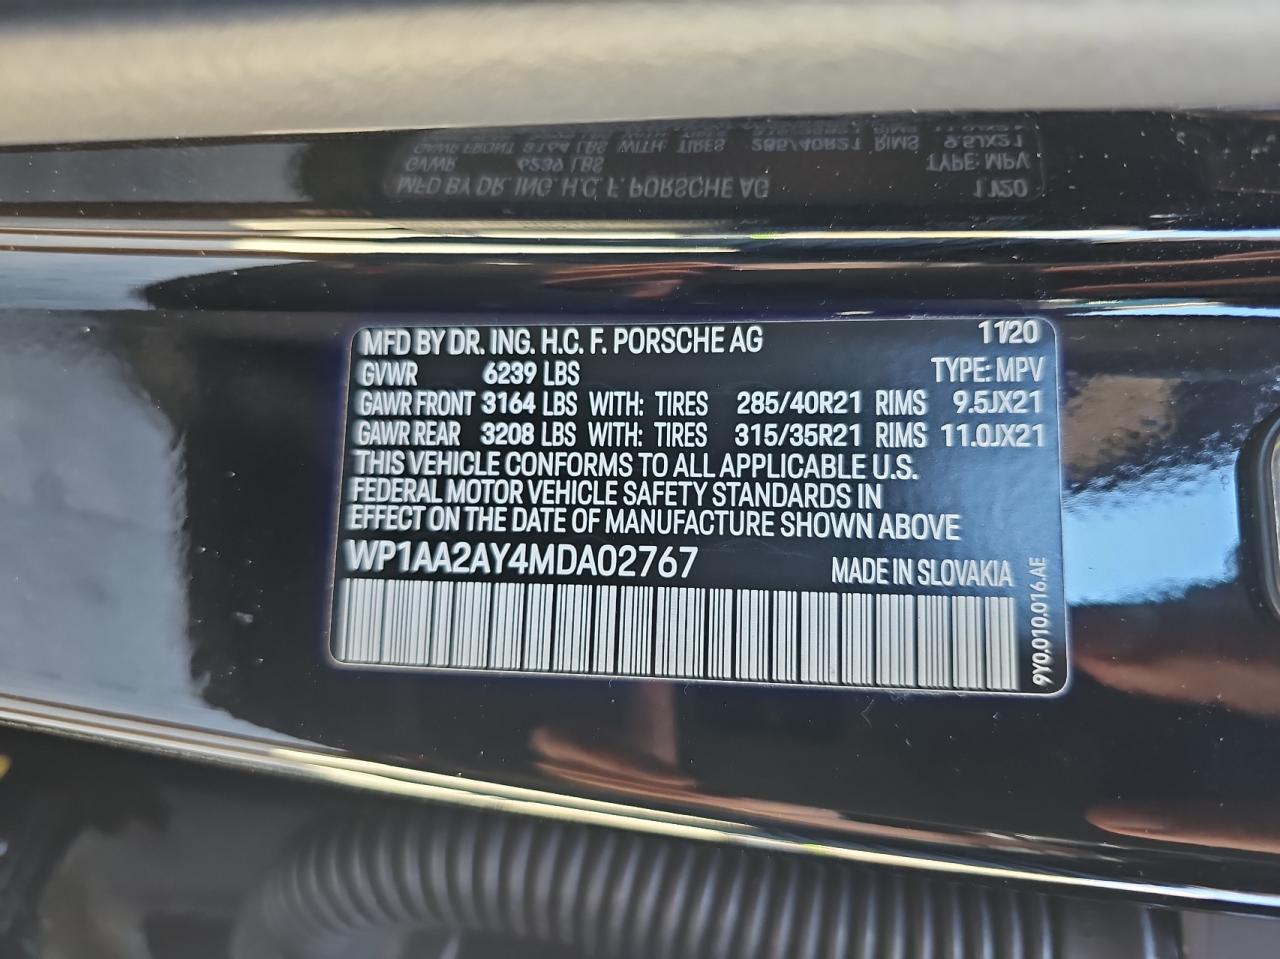 MFD BY DR. ING. H.C. F. PORSCHE AG 11/20
GVWR 6239 LBS TYPE: MPV
GAWR FRONT 3164 LBS WITH: TIRES 285/40R21 RIMS 9.5JX21
GAWR REAR 3208 LBS WITH: TIRES 315/35R21 RIMS 11.0JX21
THIS VEHICLE CONFORMS TO ALL APPLICABLE U.S.
FEDERAL MOTOR VEHICLE SAFETY STANDARDS IN
EFFECT ON THE DATE OF MANUFACTURE SHOWN ABOVE
WP1AA2AY4MDA02767 MADE IN SLOVAKIA
9Y0.010.016.AE